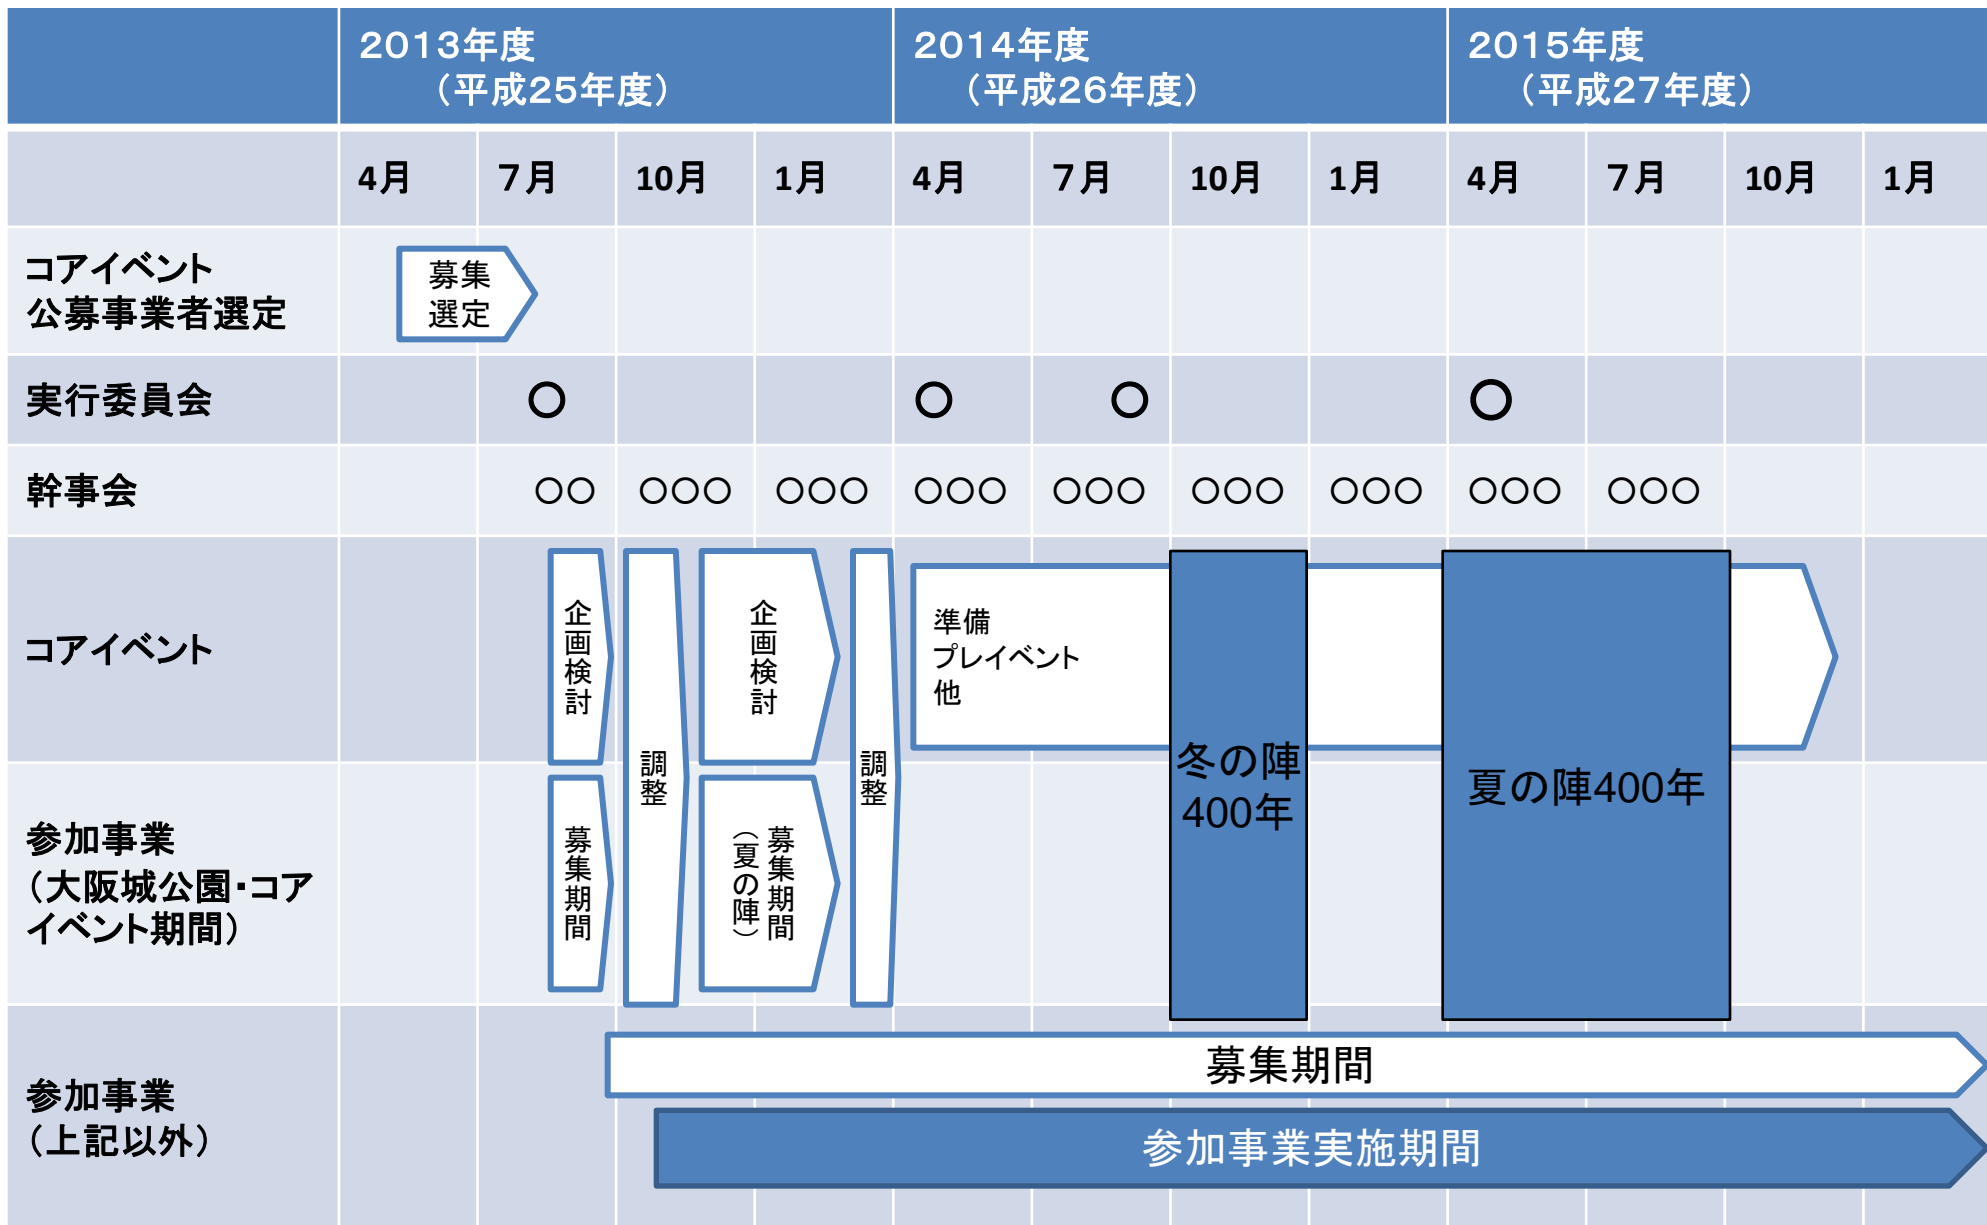 2013年度
（平成25年度）
2014年度
（平成26年度）
2015年度
（平成27年度）
4月
7月
10月
1月
4月
7月
10月
1月
4月
7月
10月
1月
コアイベント
公募事業者選定
募集
選定
実行委員会
○
○
○
○
幹事会
○○
○○○
○○○
○○○
○○○
○○○
○○○
○○○
○○○
コアイベント
企画検討
調整
企画検討
調整
準備
プレイベント
他
冬の陣
400年
夏の陣400年
参加事業
（大阪城公園・コア
イベント期間）
募集期間
募集期間
（夏の陣）
参加事業
（上記以外）
募集期間
参加事業実施期間